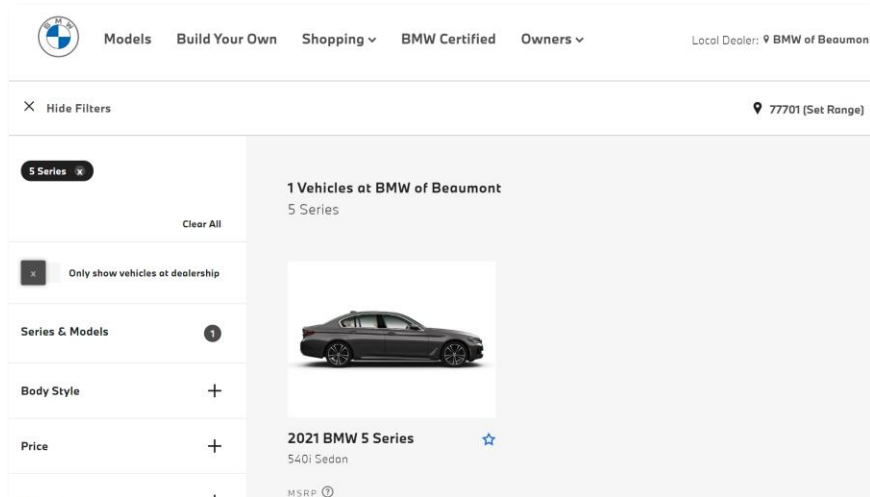 BMW
Models Build Your Own Shopping BMW Certified Owners Local Dealer: BMW of Beaumon
X Hide Filters 77701 (Set Range)
5 Series x
Clear All
x Only show vehicles at dealership
Series & Models 1
Body Style +
Price +
1 Vehicles at BMW of Beaumont
5 Series
2021 BMW 5 Series
540i Sedan
MSRP ?